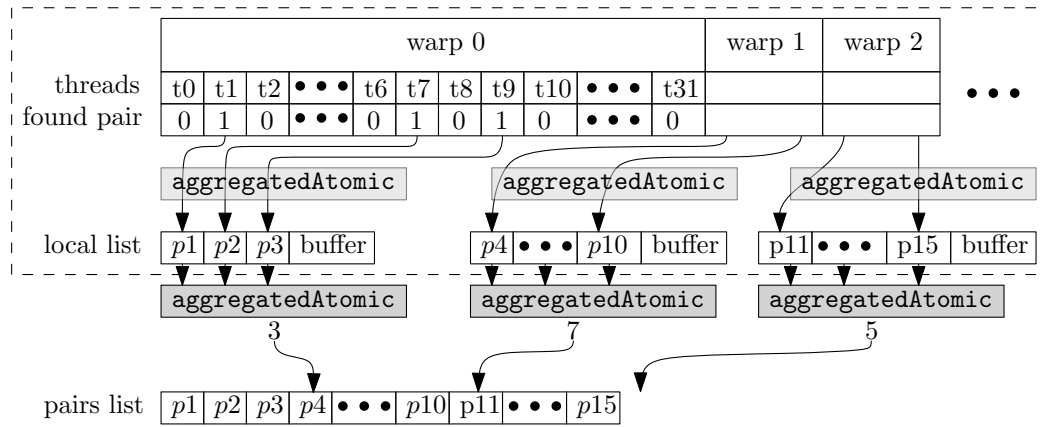 warp 0 warp 1 warp 2
threads t0 t1 t2 ••• t6 t7 t8 t9 t10 ••• t31 •••
found pair 0 1 0 ••• 0 1 0 1 0 ••• 0
aggregatedAtomic aggregatedAtomic aggregatedAtomic
local list p1 p2 p3 buffer p4 ••• p10 buffer p11 ••• p15 buffer
aggregatedAtomic aggregatedAtomic aggregatedAtomic
3 7 5
pairs list p1 p2 p3 p4 ••• p10 p11 ••• p15